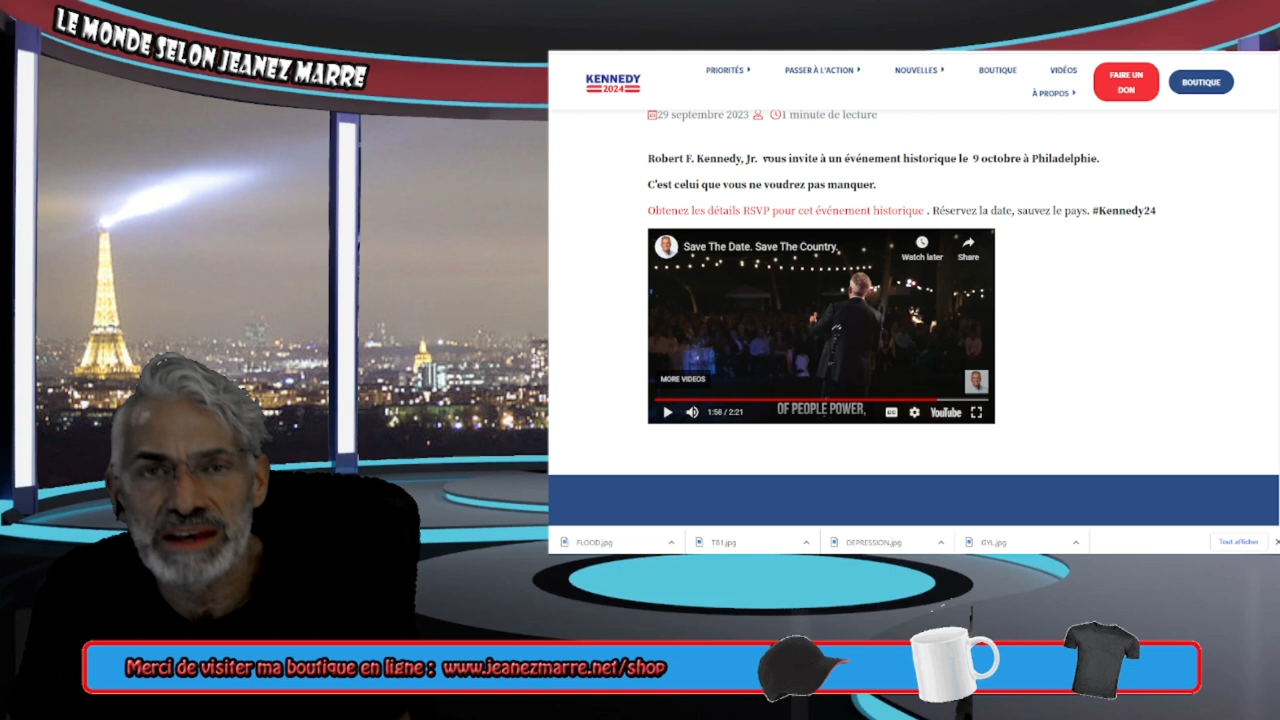 LE MONDE SELON JEANEZ MARRE
KENNEDY
2024
PRIORITÉS
PASSER À L'ACTION
NOUVELLES
BOUTIQUE
VIDÉOS
À PROPOS
FAIRE UN
DON
BOUTIQUE
29 septembre 2023 1 minute de lecture
Robert F. Kennedy, Jr. vous invite à un événement historique le 9 octobre à Philadelphie.
C'est celui que vous ne voudrez pas manquer.
Obtenez les détails RSVP pour cet événement historique . Réservez la date, sauvez le pays. #Kennedy24
Save The Date. Save The Country.
Watch later
Share
MORE VIDEOS
1:58 / 2:21
OF PEOPLE POWER,
CC
YouTube
FLOOD.jpg
TB1.jpg
DEPRESSION.jpg
GYL.jpg
Tout afficher
Merci de visiter ma boutique en ligne : www.jeanezmarre.net/shop